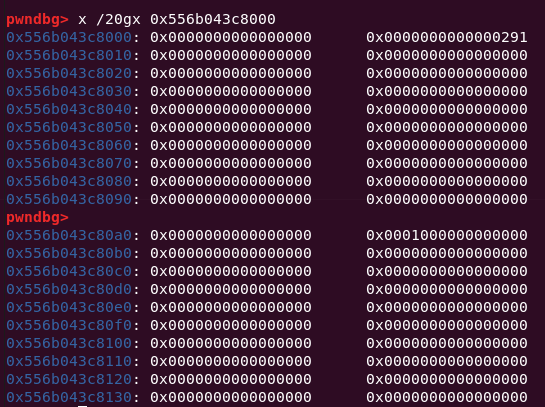 pwndbg> x /20gx 0x556b043c8000
0x556b043c8000: 0x0000000000000000 0x0000000000000291
0x556b043c8010: 0x0000000000000000 0x0000000000000000
0x556b043c8020: 0x0000000000000000 0x0000000000000000
0x556b043c8030: 0x0000000000000000 0x0000000000000000
0x556b043c8040: 0x0000000000000000 0x0000000000000000
0x556b043c8050: 0x0000000000000000 0x0000000000000000
0x556b043c8060: 0x0000000000000000 0x0000000000000000
0x556b043c8070: 0x0000000000000000 0x0000000000000000
0x556b043c8080: 0x0000000000000000 0x0000000000000000
0x556b043c8090: 0x0000000000000000 0x0000000000000000
pwndbg>
0x556b043c80a0: 0x0000000000000000 0x0001000000000000
0x556b043c80b0: 0x0000000000000000 0x0000000000000000
0x556b043c80c0: 0x0000000000000000 0x0000000000000000
0x556b043c80d0: 0x0000000000000000 0x0000000000000000
0x556b043c80e0: 0x0000000000000000 0x0000000000000000
0x556b043c80f0: 0x0000000000000000 0x0000000000000000
0x556b043c8100: 0x0000000000000000 0x0000000000000000
0x556b043c8110: 0x0000000000000000 0x0000000000000000
0x556b043c8120: 0x0000000000000000 0x0000000000000000
0x556b043c8130: 0x0000000000000000 0x0000000000000000